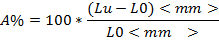 A% = 100 * (Lu − L0) < mm > / L0 < mm >